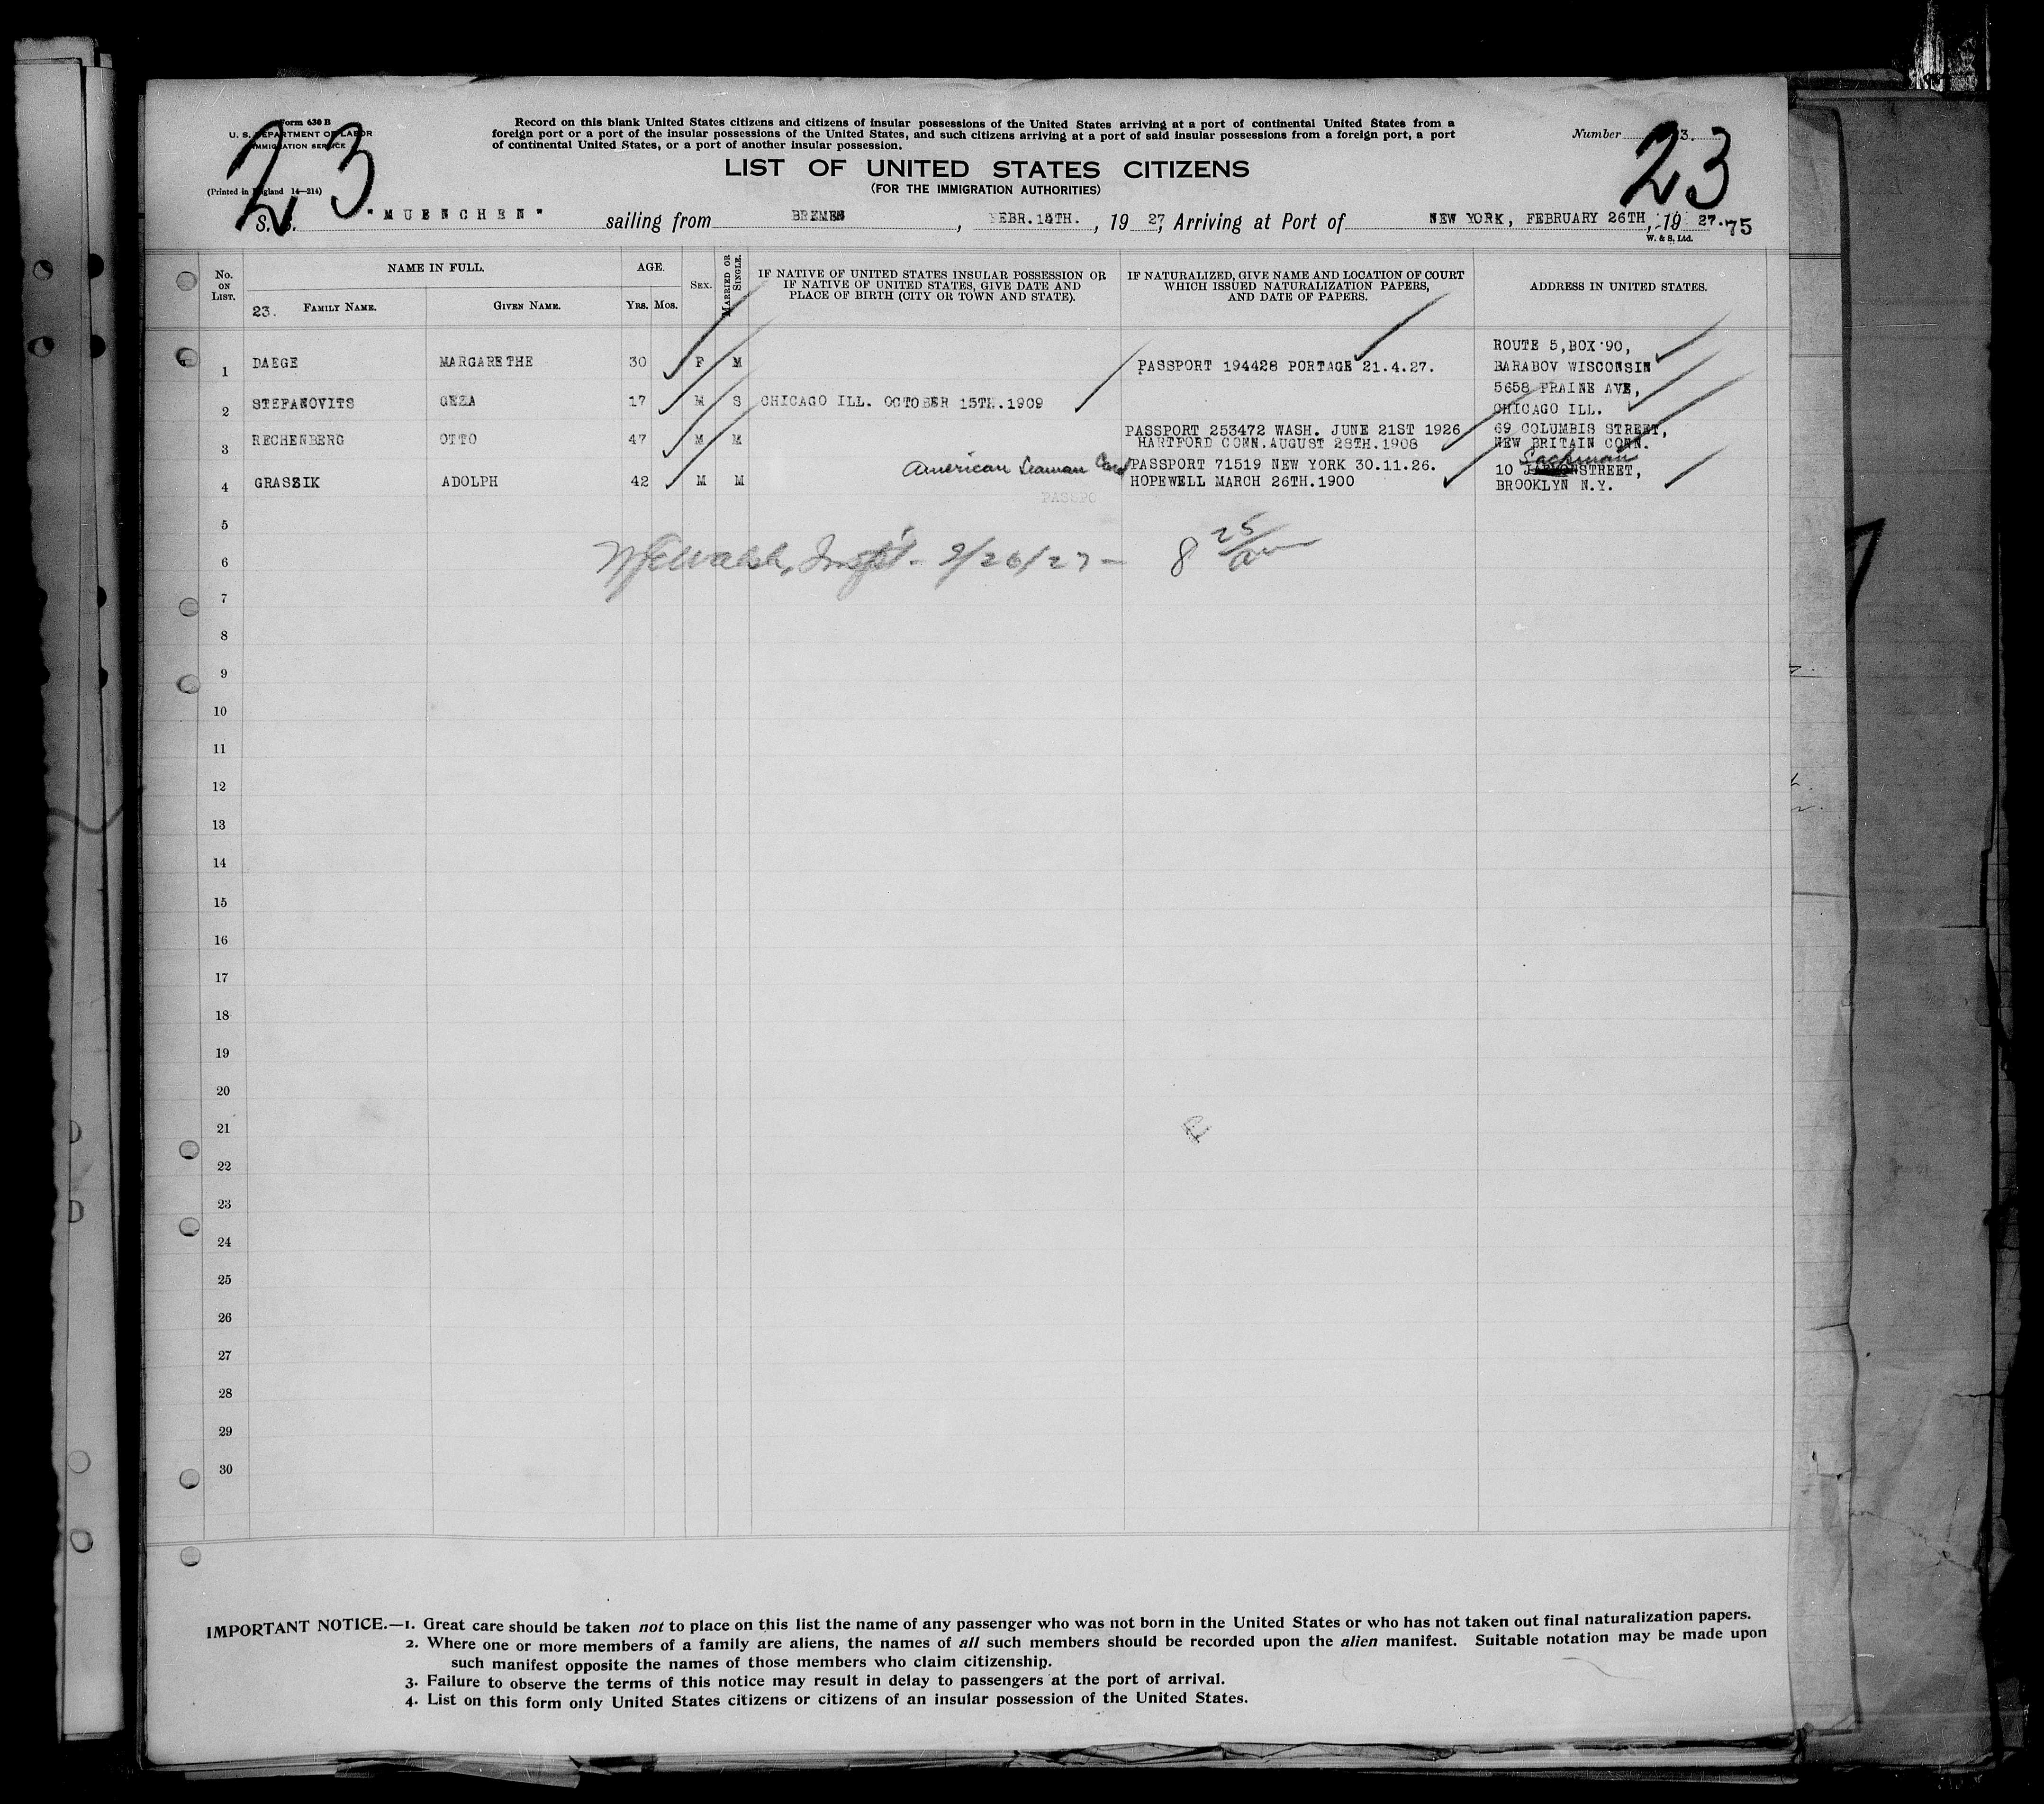 Form 630 B
U. S. DEPARTMENT OF LABOR
IMMIGRATION SERVICE
(Printed in England 14—214)
23
Record on this blank United States citizens and citizens of insular possessions of the United States arriving at a port of continental United States from a
foreign port or a port of the insular possessions of the United States, and such citizens arriving at a port of said insular possessions from a foreign port, a port
of continental United States, or a port of another insular possession.
Number 3.
23
LIST OF UNITED STATES CITIZENS
(FOR THE IMMIGRATION AUTHORITIES)
S. S. "MUENCHEN" sailing from BREMEN, FEBR. 15TH., 1927, Arriving at Port of NEW YORK, FEBRUARY 26TH, 1927.
75
W. & S. Ltd.
No. ON LIST. NAME IN FULL. AGE. SEX. MARRIED OR SINGLE. IF NATIVE OF UNITED STATES INSULAR POSSESSION OR IF NATIVE OF UNITED STATES, GIVE DATE AND PLACE OF BIRTH (CITY OR TOWN AND STATE). IF NATURALIZED, GIVE NAME AND LOCATION OF COURT WHICH ISSUED NATURALIZATION PAPERS, AND DATE OF PAPERS. ADDRESS IN UNITED STATES.
23. FAMILY NAME. GIVEN NAME. Yrs. Mos.
1 DAEGE MARGARETHE 30 F M PASSPORT 194428 PORTAGE 21.4.27. ROUTE 5,BOX 90,
BARABOV WISCONSIN
2 STEFANOVITS GEZA 17 M S CHICAGO ILL. OCTOBER 15TH.1909 5658 PRAINE AVE,
CHICAGO ILL.
3 RECHENBERG OTTO 47 M M PASSPORT 253472 WASH. JUNE 21ST 1926 69 COLUMBIS STREET,
HARTFORD CONN.AUGUST 28TH.1908 NEW BRITAIN CONN.
American Seaman Card PASSPORT 71519 NEW YORK 30.11.26. Sackman
10 STREET,
4 GRASZIK ADOLPH 42 M M HOPEWELL MARCH 26TH.1900 BROOKLYN N.Y.
PASSPO
5
6 Walsh, Insp't - 2/26/27 - 8 25/am
7
8
9
10
11
12
13
14
15
16
17
18
19
20
21
22
23
24
25
26
27
28
29
30
IMPORTANT NOTICE.—1. Great care should be taken not to place on this list the name of any passenger who was not born in the United States or who has not taken out final naturalization papers.
2. Where one or more members of a family are aliens, the names of all such members should be recorded upon the alien manifest. Suitable notation may be made upon
such manifest opposite the names of those members who claim citizenship.
3. Failure to observe the terms of this notice may result in delay to passengers at the port of arrival.
4. List on this form only United States citizens or citizens of an insular possession of the United States.